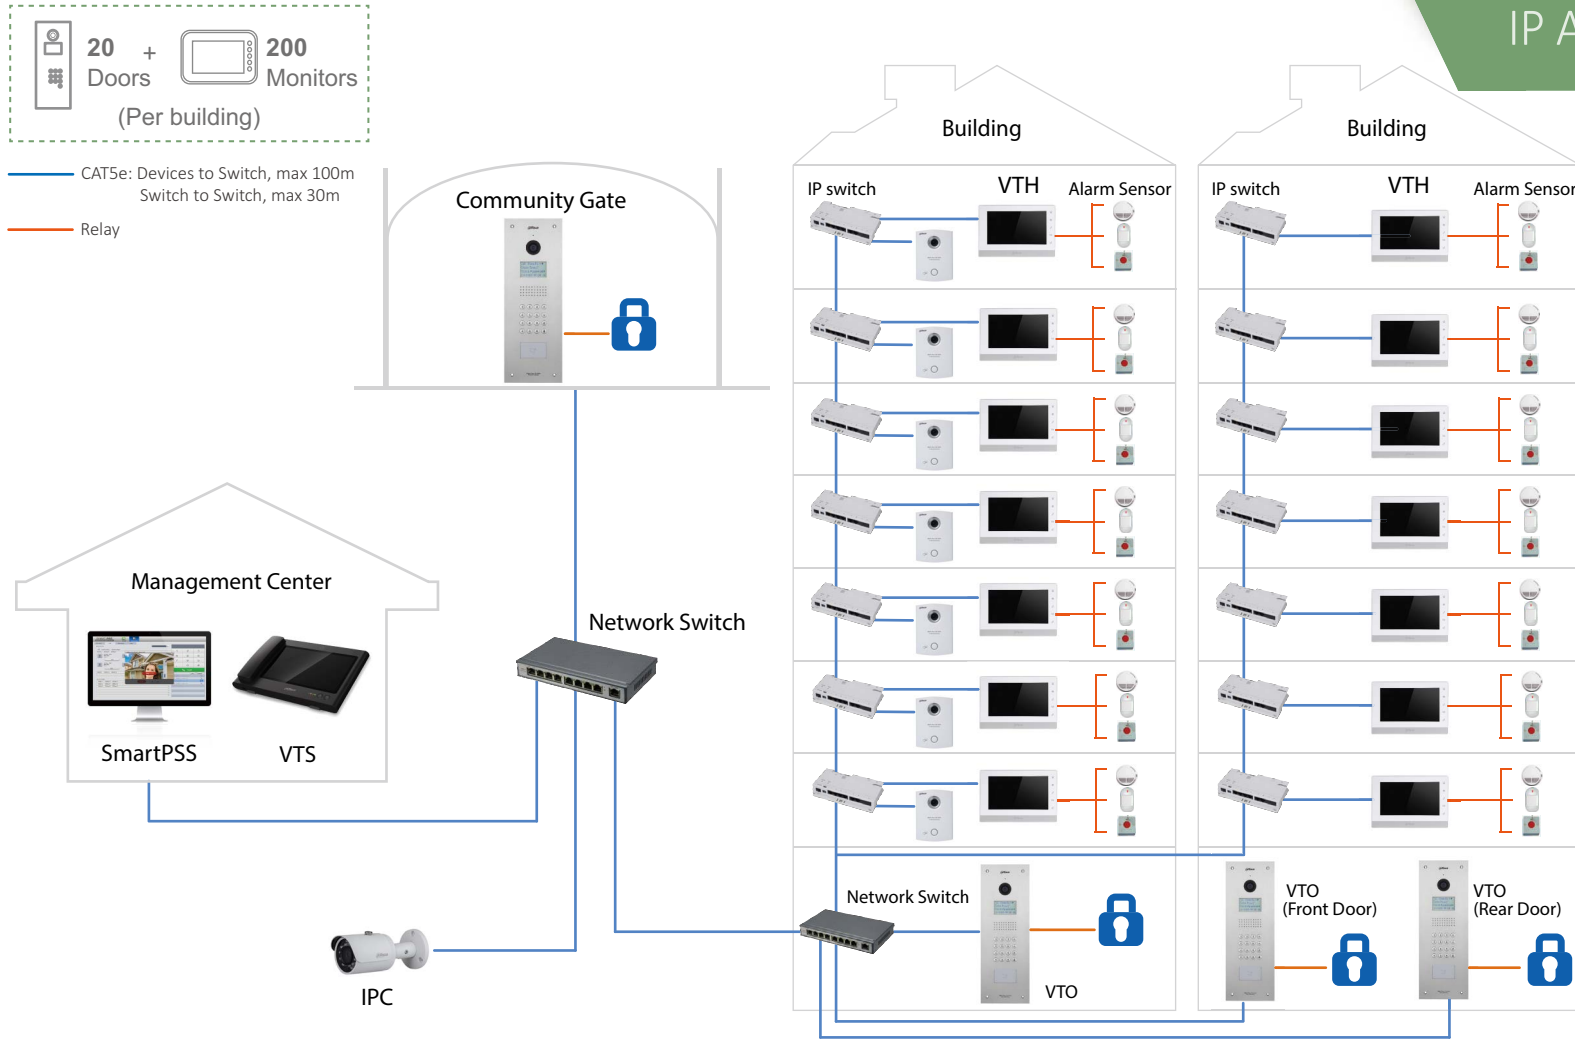 IP A
20 + 200
Doors Monitors
(Per building)
CAT5e: Devices to Switch, max 100m
Switch to Switch, max 30m
Relay
Community Gate
Building
IP switch VTH Alarm Sensor
Building
IP switch VTH Alarm Sensor
Management Center
SmartPSS VTS
Network Switch
IPC
Network Switch
VTO
VTO
(Front Door)
VTO
(Rear Door)